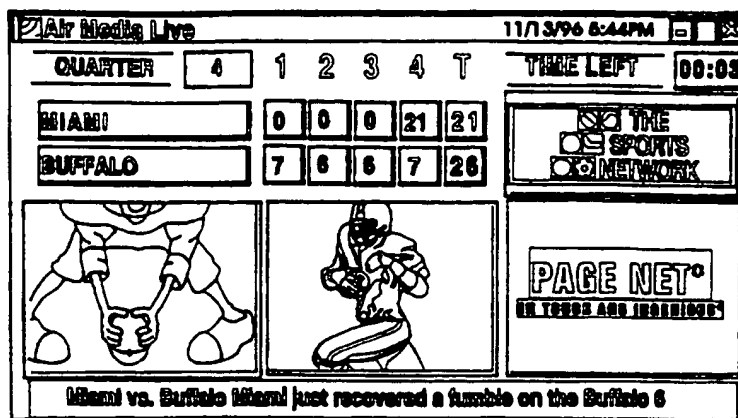 Air Media Live 11/13/96 5:44PM
QUARTER 4 1 2 3 4 T TIME LEFT 00:03
MIAMI 0 0 0 21 21
BUFFALO 7 6 6 7 26
THE
SPORTS
NETWORK
PAGE NET®
Miami vs. Buffalo Miami just recovered a fumble on the Buffalo 6